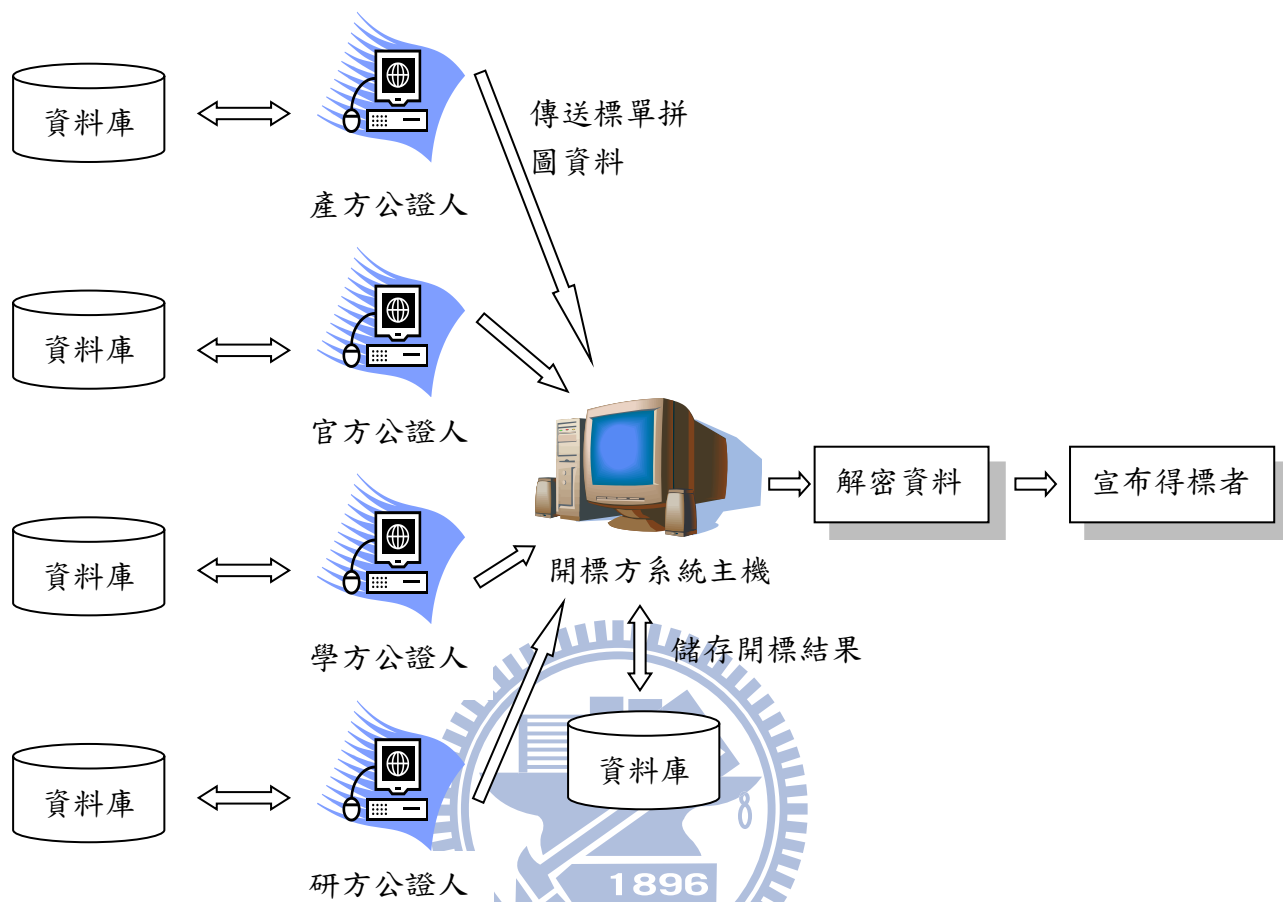 資料庫
產方公證人
傳送標單拼
圖資料
資料庫
官方公證人
資料庫
學方公證人
資料庫
研方公證人
開標方系統主機
解密資料
宣布得標者
儲存開標結果
資料庫
8
1896